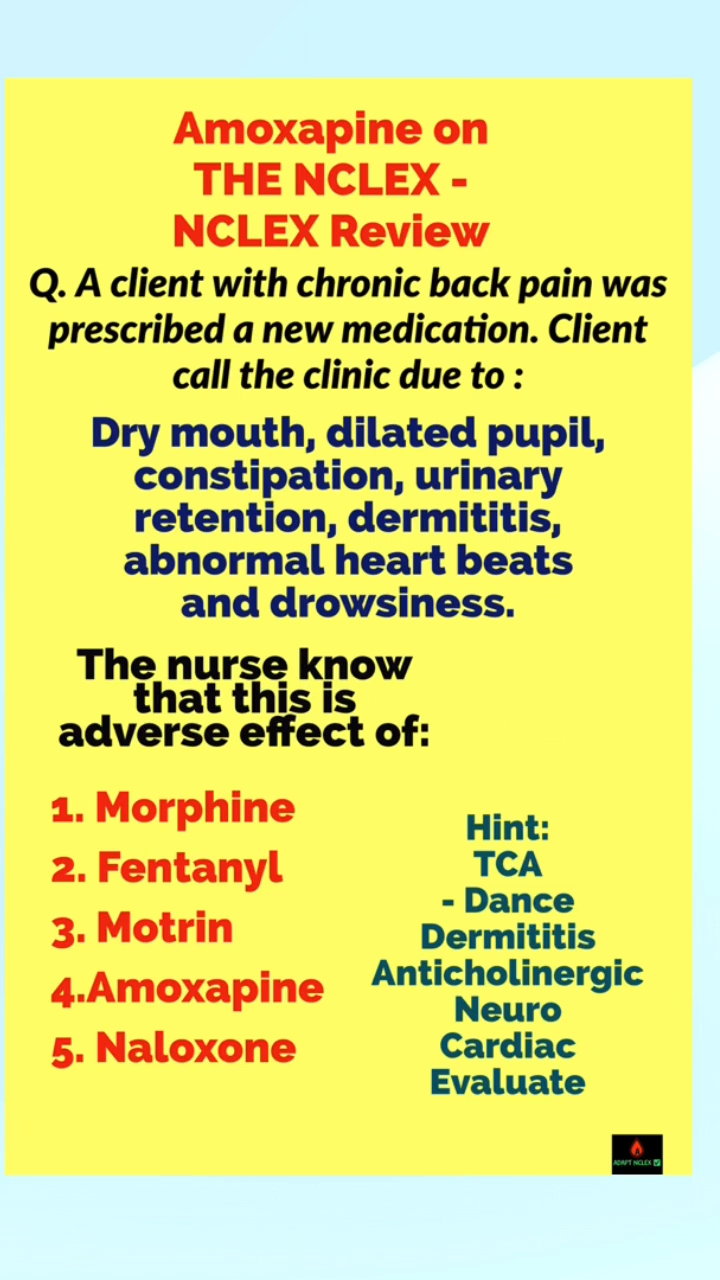 Amoxapine on
THE NCLEX -
NCLEX Review
Q. A client with chronic back pain was
prescribed a new medication. Client
call the clinic due to :
Dry mouth, dilated pupil,
constipation, urinary
retention, dermititis,
abnormal heart beats
and drowsiness.
The nurse know
that this is
adverse effect of:
1. Morphine
2. Fentanyl
3. Motrin
4.Amoxapine
5. Naloxone
Hint:
TCA
- Dance
Dermititis
Anticholinergic
Neuro
Cardiac
Evaluate
ADAPT NCLEX